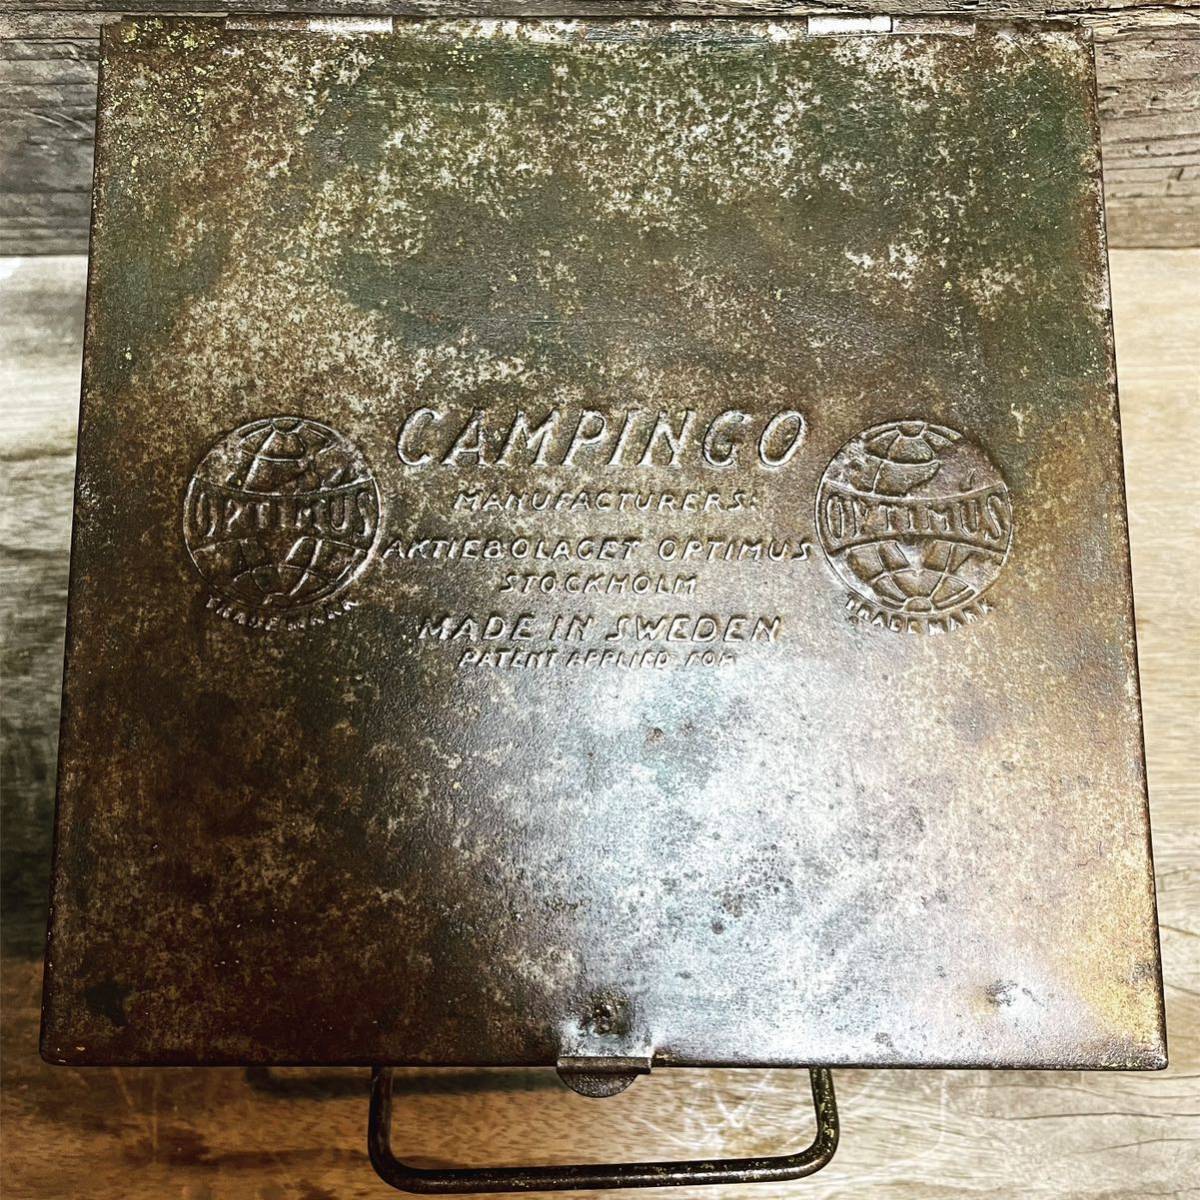 CAMPINGO
MANUFACTURERS:
AKTIEBOLAGET OPTIMUS
STOCKHOLM
MADE IN SWEDEN
PATENT APPLIED FOR
OPTIMUS
TRADE MARK
OPTIMUS
TRADE MARK